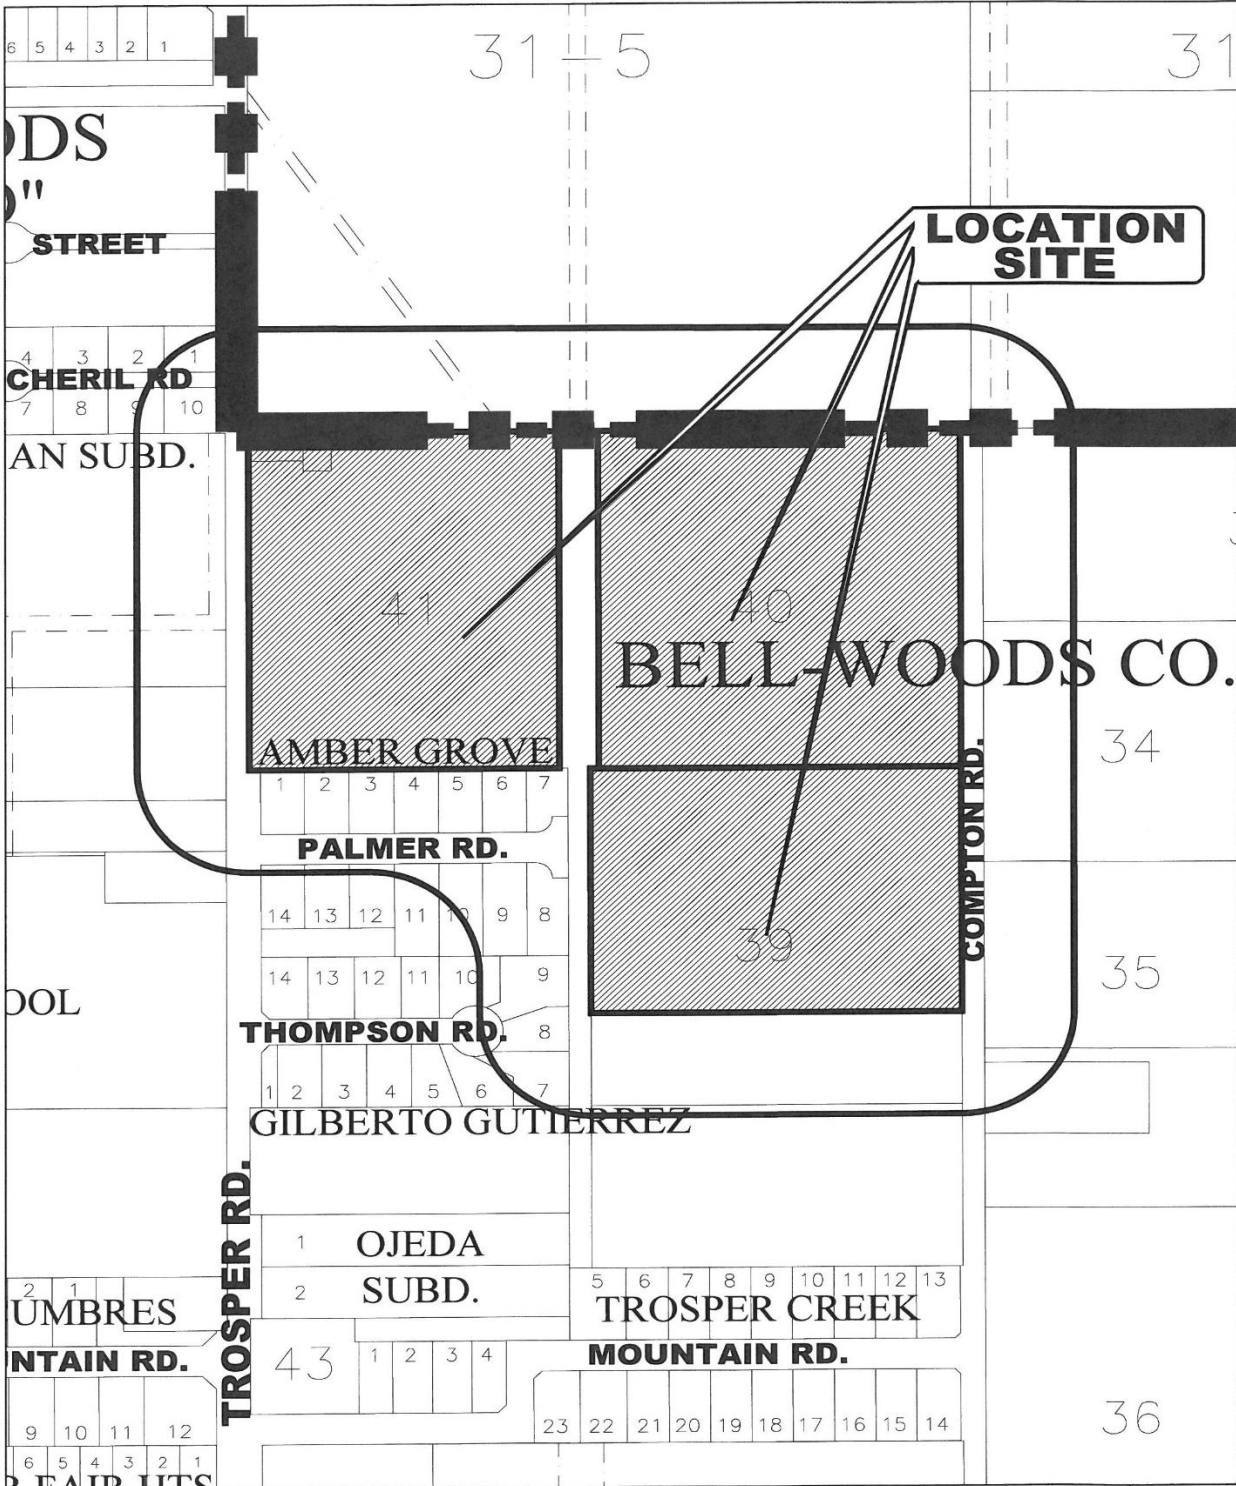 6 5 4 3 2 1
31-5
31
ODS
D"
STREET
LOCATION
SITE
4 3 2 1
CHERIL RD
7 8 9 10
AN SUBD.
41
40
BELL-WOODS CO.
AMBER GROVE
34
1 2 3 4 5 6 7
COMPTON RD.
PALMER RD.
14 13 12 11 10 9 8
39
14 13 12 11 10 9
35
OOL
THOMPSON RD.
8
1 2 3 4 5 6 7
GILBERTO GUTIERREZ
TROSPER RD.
1 OJEDA
2 SUBD.
2 1
UMBRES
5 6 7 8 9 10 11 12 13
TROSPER CREEK
NTAIN RD.
43
1 2 3 4
MOUNTAIN RD.
9 10 11 12
23 22 21 20 19 18 17 16 15 14
36
6 5 4 3 2 1
R FAIR HTS